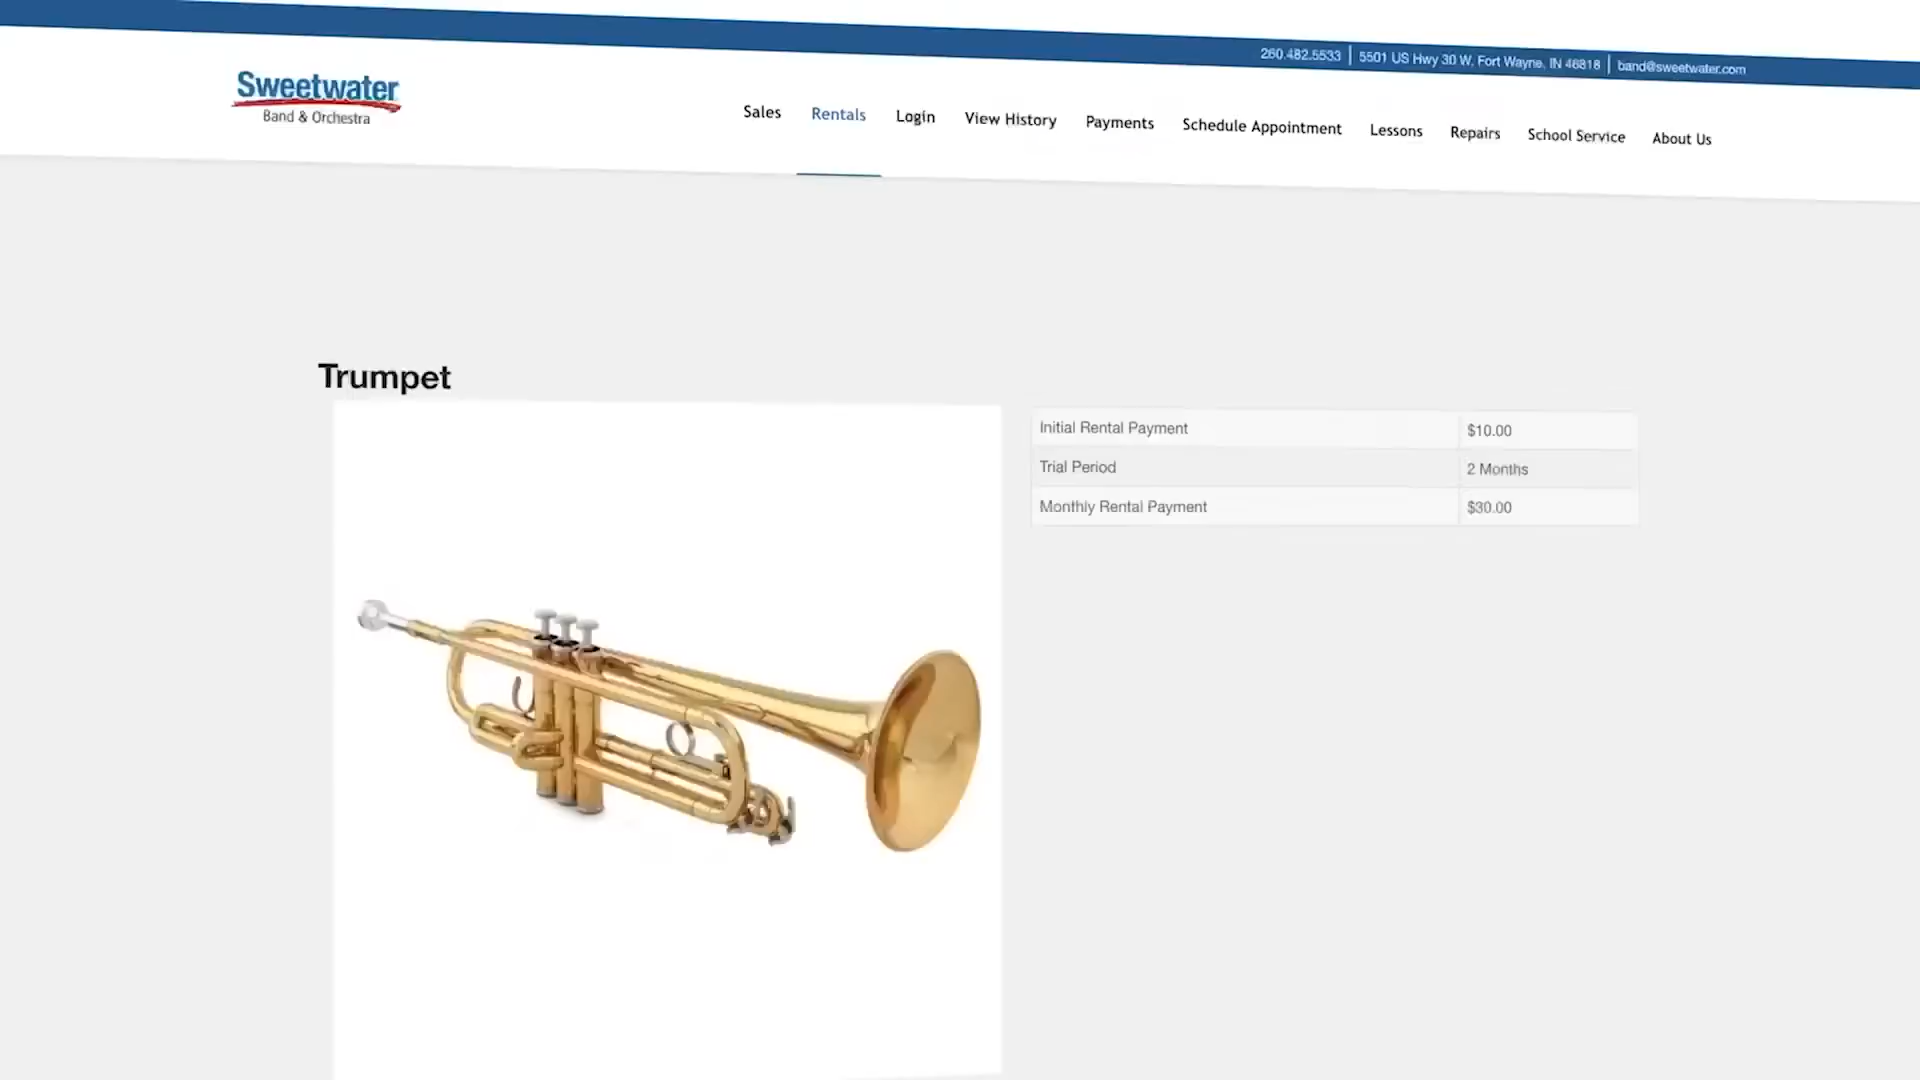 260.482.5533 | 5501 US Hwy 30 W, Fort Wayne, IN 46818 | band@sweetwater.com
Sweetwater
Band & Orchestra
Sales Rentals Login View History Payments Schedule Appointment Lessons Repairs School Service About Us
Trumpet
Initial Rental Payment $10.00
Trial Period 2 Months
Monthly Rental Payment $30.00